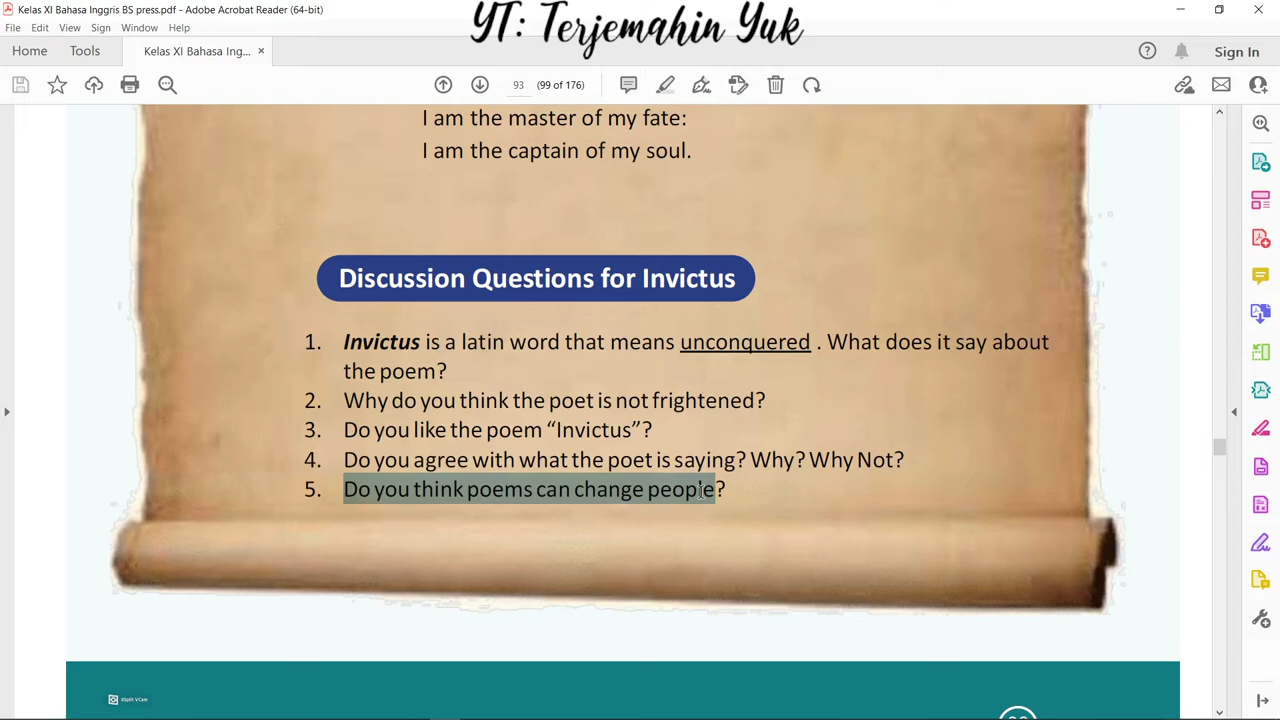 Kelas XI Bahasa Inggris BS press.pdf - Adobe Acrobat Reader (64-bit)
YT: Terjemahin Yuk
File Edit View Sign Window Help
Home Tools Kelas XI Bahasa Ing... × Sign In
93 (99 of 176)
I am the master of my fate:
I am the captain of my soul.
Discussion Questions for Invictus
1. Invictus is a latin word that means unconquered . What does it say about
the poem?
2. Why do you think the poet is not frightened?
3. Do you like the poem “Invictus”?
4. Do you agree with what the poet is saying? Why? Why Not?
5. Do you think poems can change people?
XSplit VCam